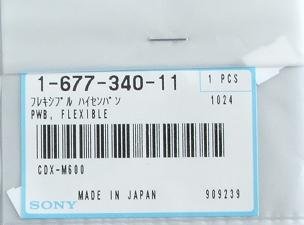 1-677-340-11 1 PCS
フレキシブル ハイセンバン 1024
PWB, FLEXIBLE
CDX-M600
MADE IN JAPAN 909239
SONY